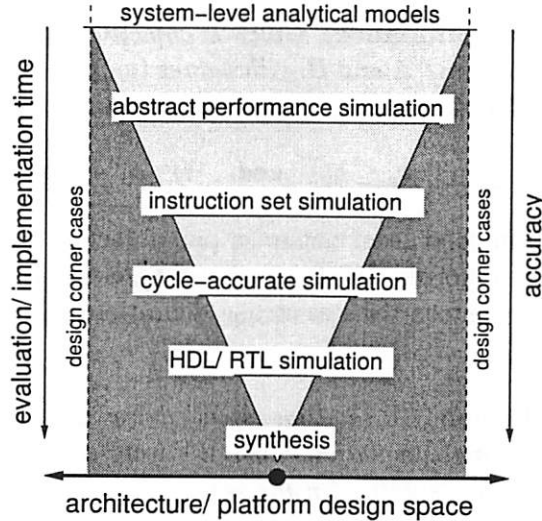 system-level analytical models
abstract performance simulation
instruction set simulation
cycle-accurate simulation
HDL/ RTL simulation
synthesis
evaluation/ implementation time
design corner cases
design corner cases
accuracy
architecture/ platform design space